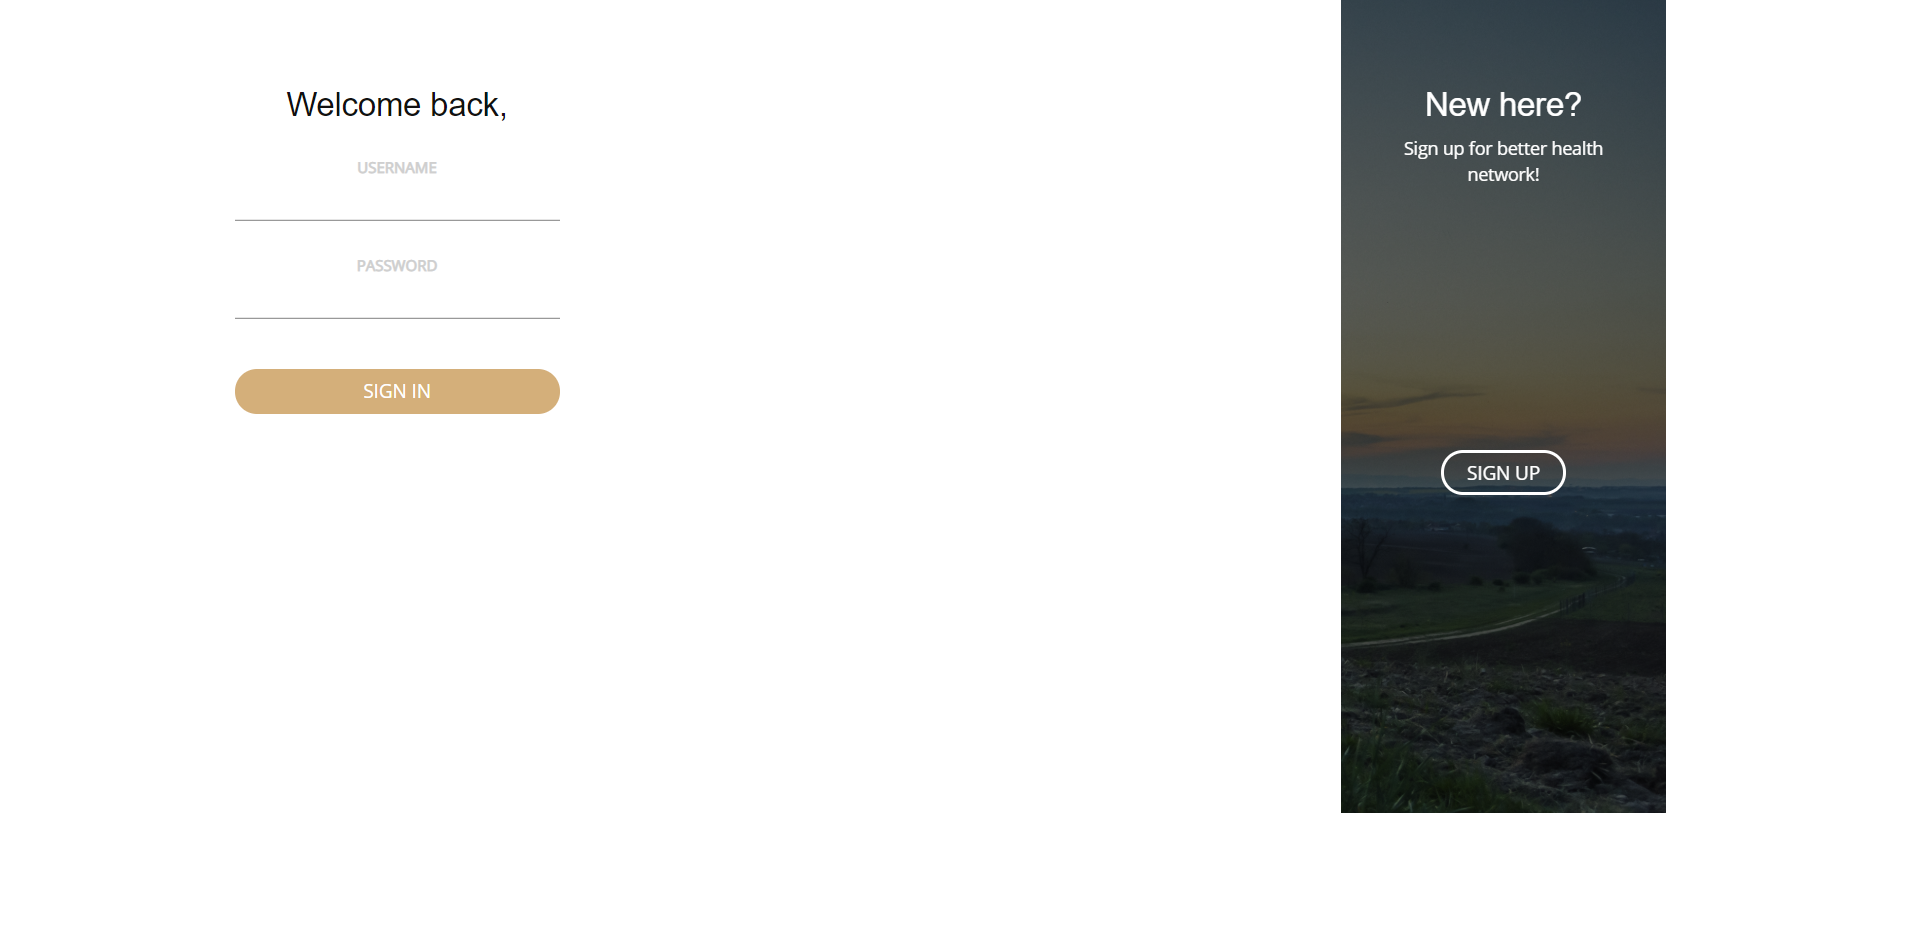 Welcome back,
USERNAME
PASSWORD
SIGN IN
New here?
Sign up for better health
network!
SIGN UP